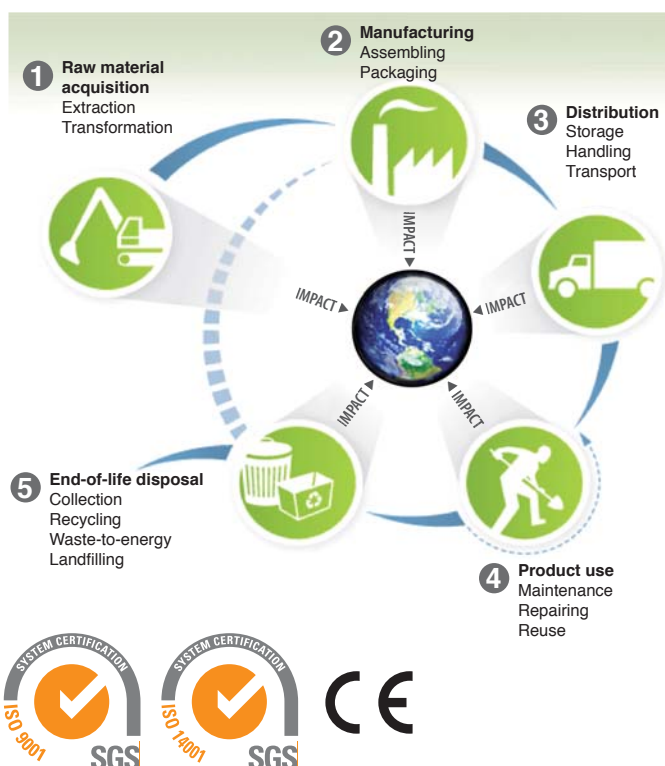 1
Raw material
acquisition
Extraction
Transformation
2
Manufacturing
Assembling
Packaging
3
Distribution
Storage
Handling
Transport
IMPACT
IMPACT
IMPACT
IMPACT
IMPACT
5
End-of-life disposal
Collection
Recycling
Waste-to-energy
Landfilling
4
Product use
Maintenance
Repairing
Reuse
SYSTEM CERTIFICATION
ISO 9001
SGS
SYSTEM CERTIFICATION
ISO 14001
SGS
CE